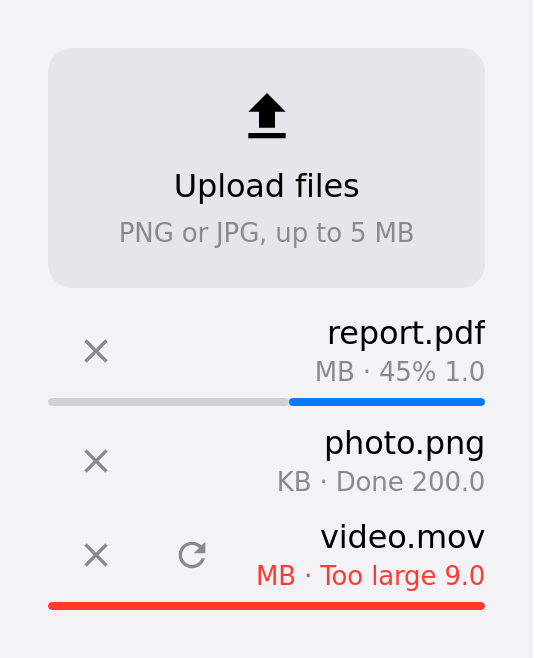 Upload files
PNG or JPG, up to 5 MB
report.pdf
MB · 45% 1.0
photo.png
KB · Done 200.0
video.mov
MB · Too large 9.0